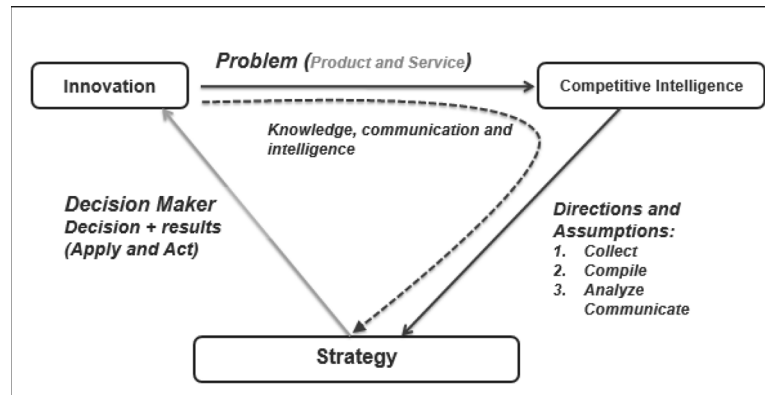 Problem (Product and Service)
Innovation
Competitive Intelligence
Knowledge, communication and
intelligence
Decision Maker
Decision + results
(Apply and Act)
Directions and
Assumptions:
1. Collect
2. Compile
3. Analyze
Communicate
Strategy